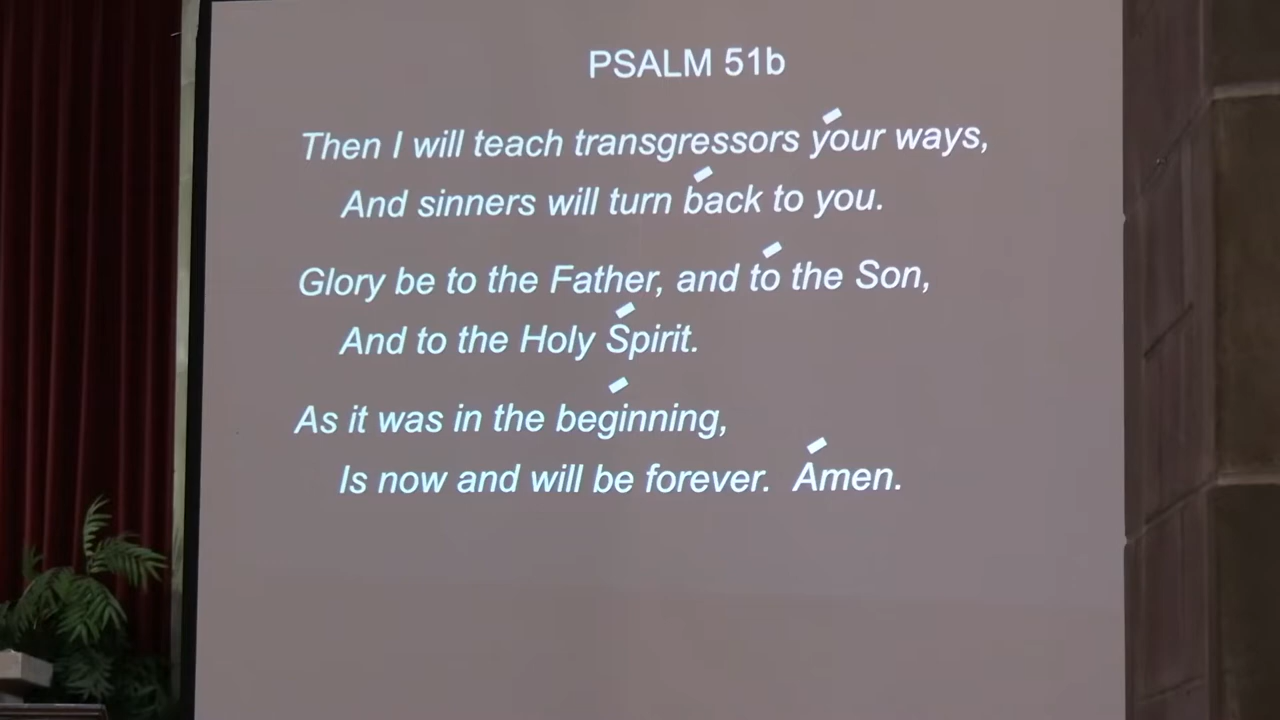 PSALM 51b
Then I will teach transgressors your ways,
And sinners will turn back to you.
Glory be to the Father, and to the Son,
And to the Holy Spirit.
As it was in the beginning,
Is now and will be forever. Amen.